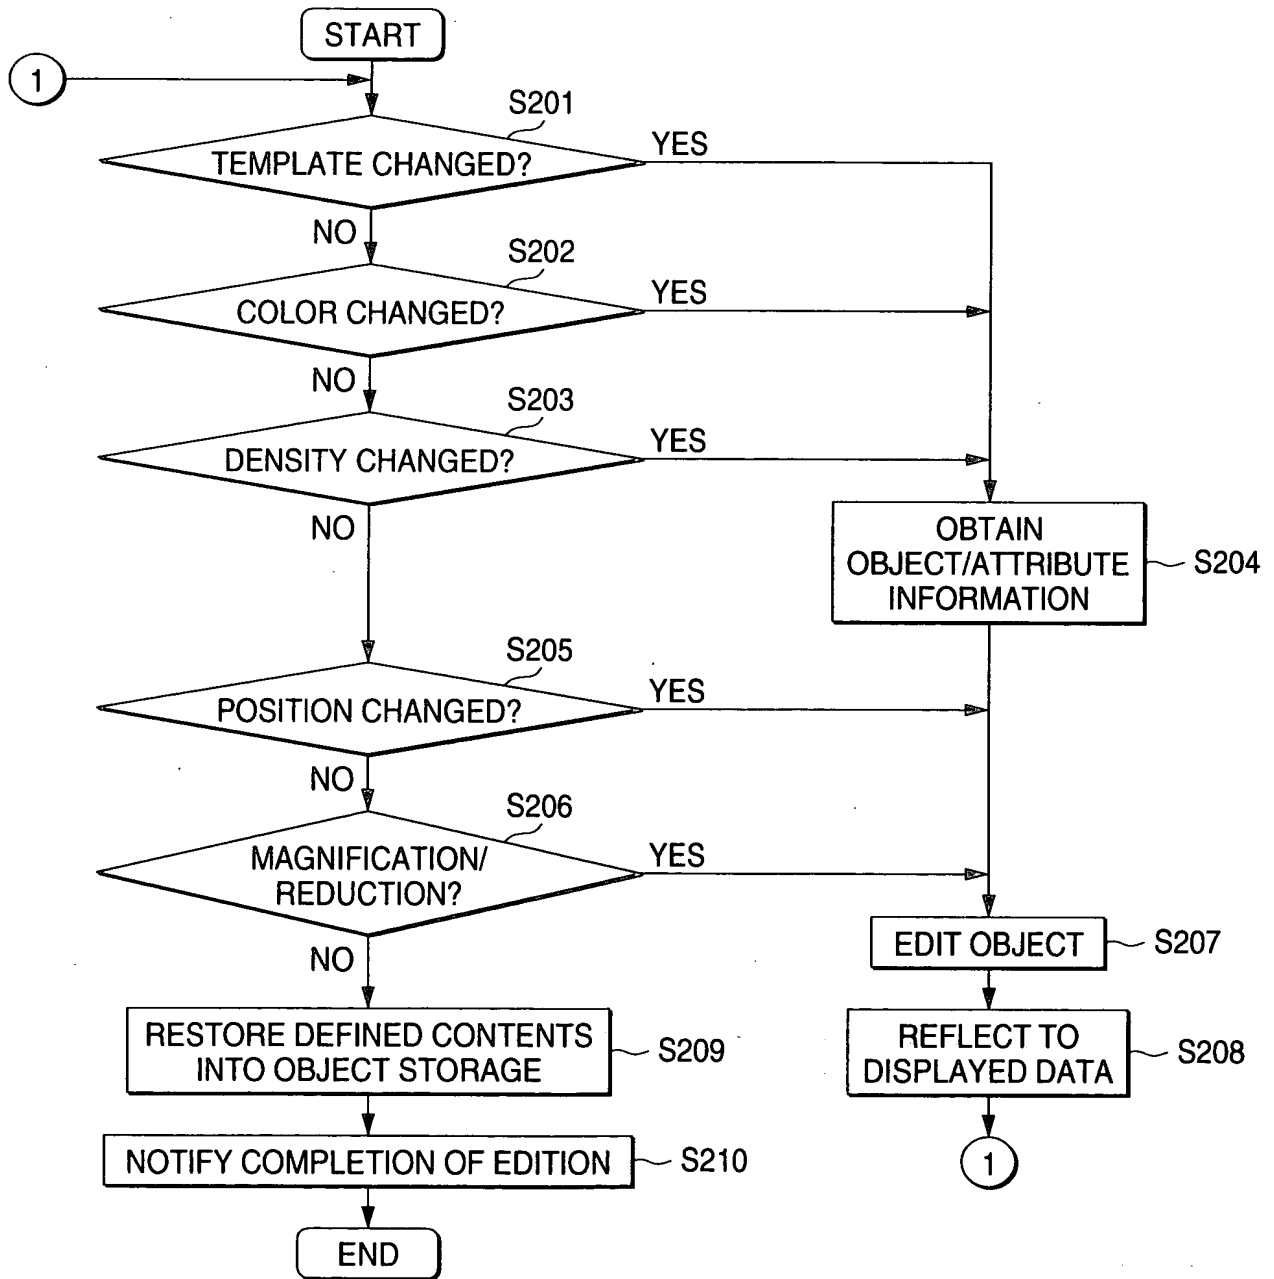 START
1
S201
TEMPLATE CHANGED?
YES
NO
S202
COLOR CHANGED?
YES
NO
S203
DENSITY CHANGED?
YES
NO
OBTAIN
OBJECT/ATTRIBUTE
INFORMATION
S204
S205
POSITION CHANGED?
YES
NO
S206
MAGNIFICATION/
REDUCTION?
YES
NO
EDIT OBJECT
S207
RESTORE DEFINED CONTENTS
INTO OBJECT STORAGE
S209
REFLECT TO
DISPLAYED DATA
S208
NOTIFY COMPLETION OF EDITION
S210
1
END